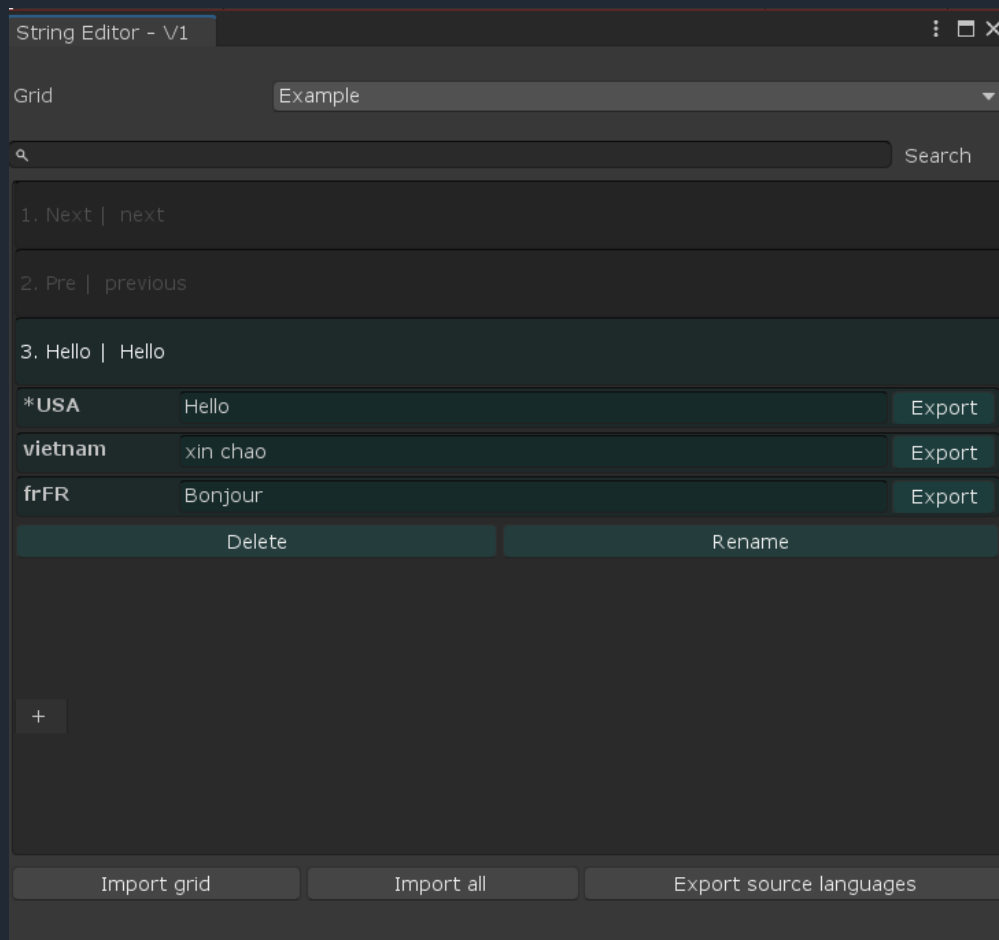 String Editor - V1
Grid
Example
Search
1. Next | next
2. Pre | previous
3. Hello | Hello
*USA Hello Export
vietnam xin chao Export
frFR Bonjour Export
Delete Rename
+
Import grid Import all Export source languages